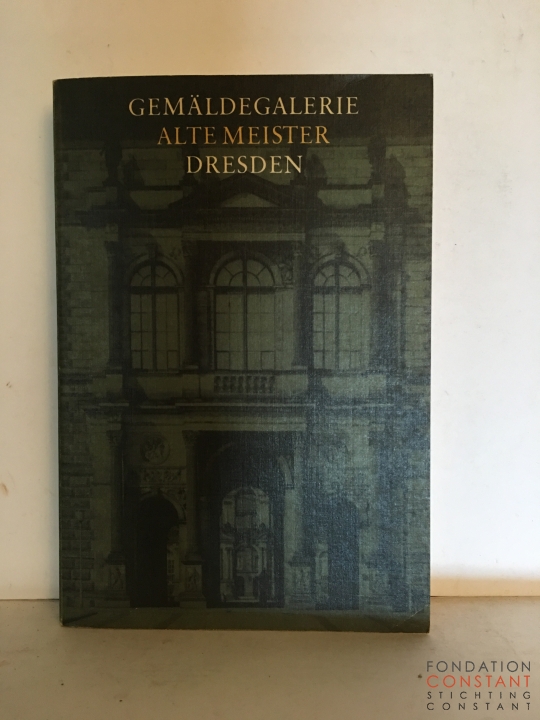 GEMÄLDEGALERIE
ALTE MEISTER
DRESDEN
FONDATION
CONSTANT
STICHTING
CONSTANT